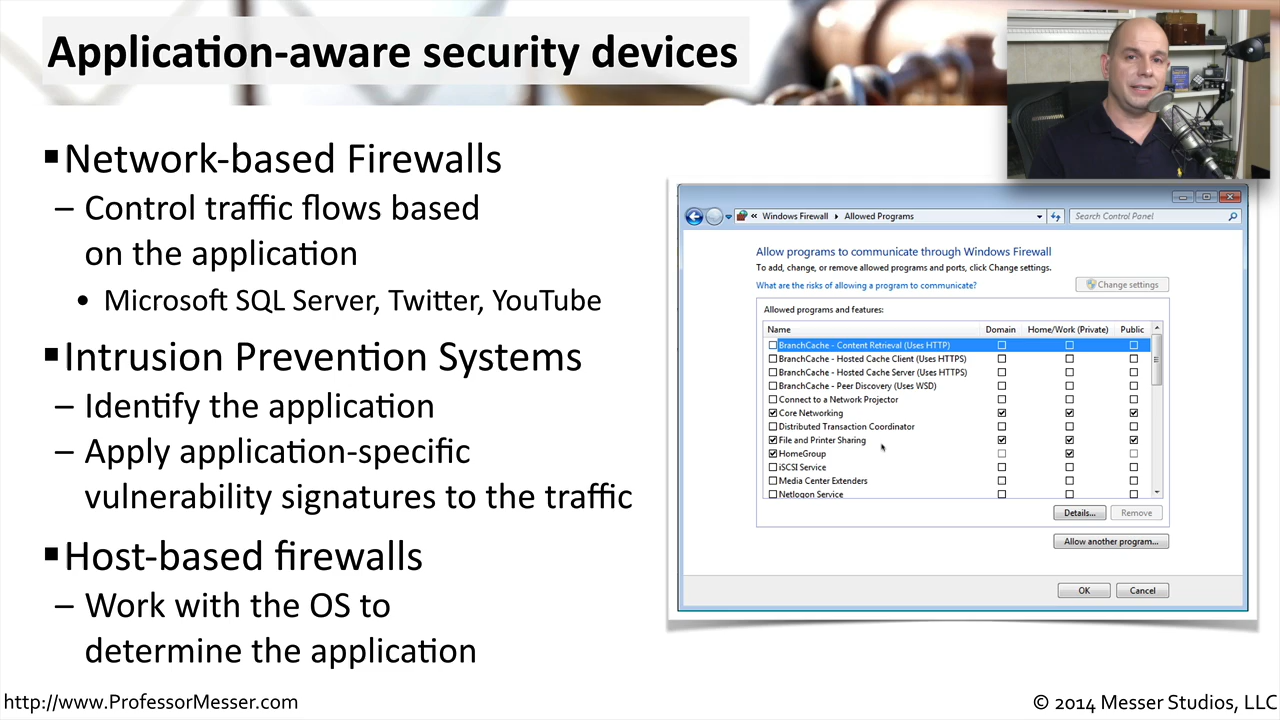 Application-aware security devices
▪Network-based Firewalls
– Control traffic flows based
on the application
• Microsoft SQL Server, Twitter, YouTube
▪Intrusion Prevention Systems
– Identify the application
– Apply application-specific
vulnerability signatures to the traffic
▪Host-based firewalls
– Work with the OS to
determine the application
« Windows Firewall ▸ Allowed Programs
Search Control Panel
Allow programs to communicate through Windows Firewall
To add, change, or remove allowed programs and ports, click Change settings.
What are the risks of allowing a program to communicate?
Change settings
Allowed programs and features:
Name Domain Home/Work (Private) Public
BranchCache - Content Retrieval (Uses HTTP)
BranchCache - Hosted Cache Client (Uses HTTPS)
BranchCache - Hosted Cache Server (Uses HTTPS)
BranchCache - Peer Discovery (Uses WSD)
Connect to a Network Projector
Core Networking
Distributed Transaction Coordinator
File and Printer Sharing
HomeGroup
iSCSI Service
Media Center Extenders
Netlogon Service
Details... Remove
Allow another program...
OK Cancel
http://www.ProfessorMesser.com
© 2014 Messer Studios, LLC